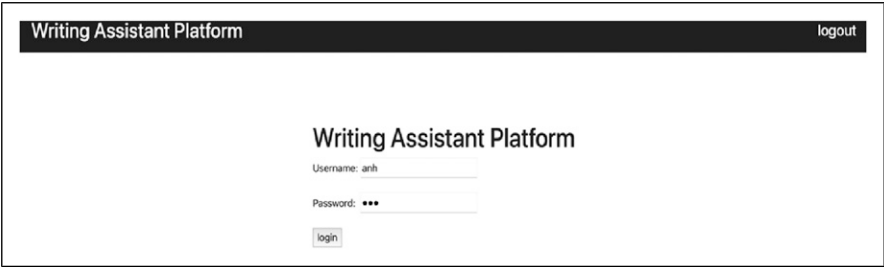 Writing Assistant Platform logout
Writing Assistant Platform
Username: anh
Password: •••
login